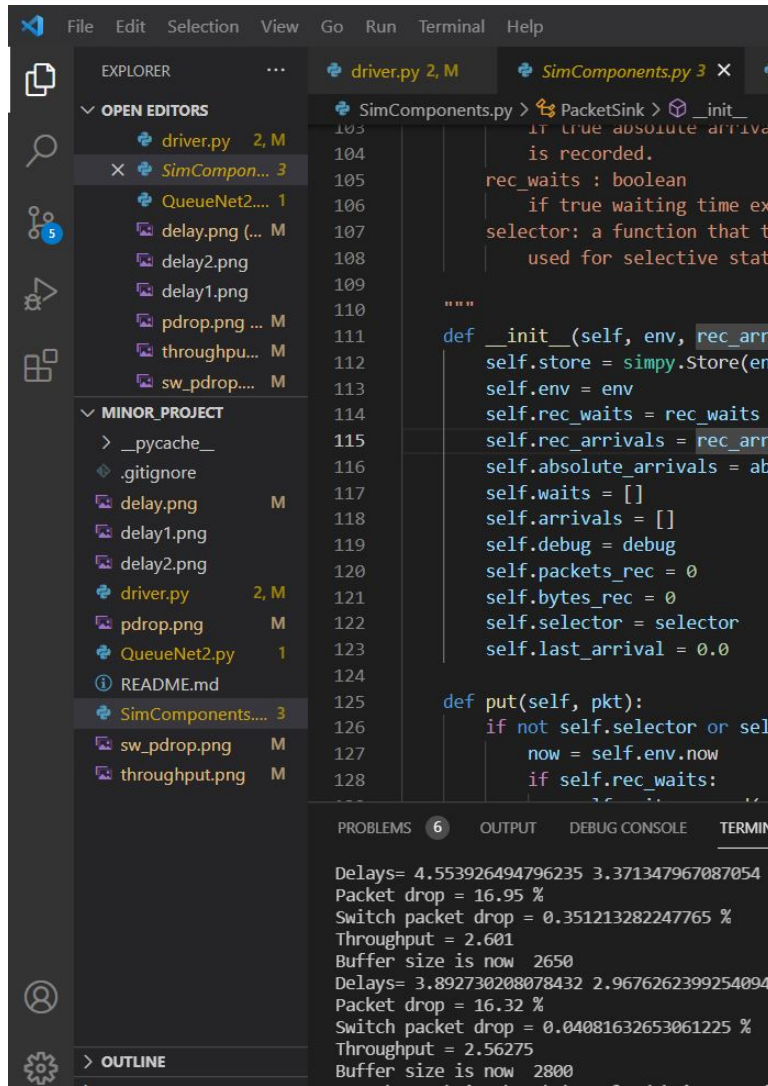 File Edit Selection View Go Run Terminal Help
EXPLORER ...
driver.py 2, M
SimComponents.py 3
OPEN EDITORS
SimComponents.py > PacketSink > __init__
driver.py 2, M
SimCompon... 3
QueueNet2.... 1
delay.png (... M
delay2.png
delay1.png
pdrop.png ... M
throughpu... M
sw_pdrop.... M
5
MINOR_PROJECT
__pycache__
.gitignore
delay.png M
delay1.png
delay2.png
driver.py 2, M
pdrop.png M
QueueNet2.py 1
README.md
SimComponents.... 3
sw_pdrop.png M
throughput.png M
OUTLINE
103 if true absolute arriva
104 is recorded.
105 rec_waits : boolean
106 if true waiting time ex
107 selector: a function that t
108 used for selective stat
109
110 """
111 def __init__(self, env, rec_arr
112 self.store = simpy.Store(en
113 self.env = env
114 self.rec_waits = rec_waits
115 self.rec_arrivals = rec_arr
116 self.absolute_arrivals = ab
117 self.waits = []
118 self.arrivals = []
119 self.debug = debug
120 self.packets_rec = 0
121 self.bytes_rec = 0
122 self.selector = selector
123 self.last_arrival = 0.0
124
125 def put(self, pkt):
126 if not self.selector or sel
127 now = self.env.now
128 if self.rec_waits:
PROBLEMS 6 OUTPUT DEBUG CONSOLE TERMIN
Delays= 4.553926494796235 3.371347967087054
Packet drop = 16.95 %
Switch packet drop = 0.351213282247765 %
Throughput = 2.601
Buffer size is now 2650
Delays= 3.892730208078432 2.9676262399254094
Packet drop = 16.32 %
Switch packet drop = 0.04081632653061225 %
Throughput = 2.56275
Buffer size is now 2800